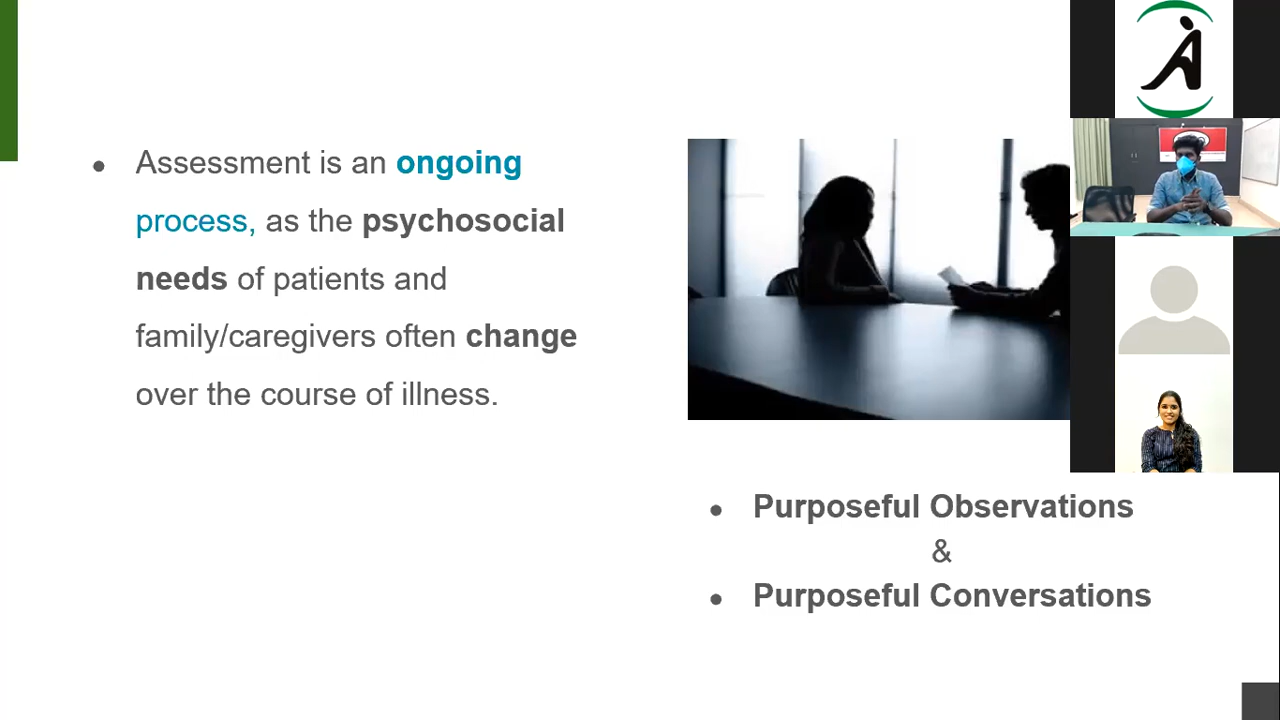 ● Assessment is an ongoing
process, as the psychosocial
needs of patients and
family/caregivers often change
over the course of illness.
● Purposeful Observations
&
● Purposeful Conversations